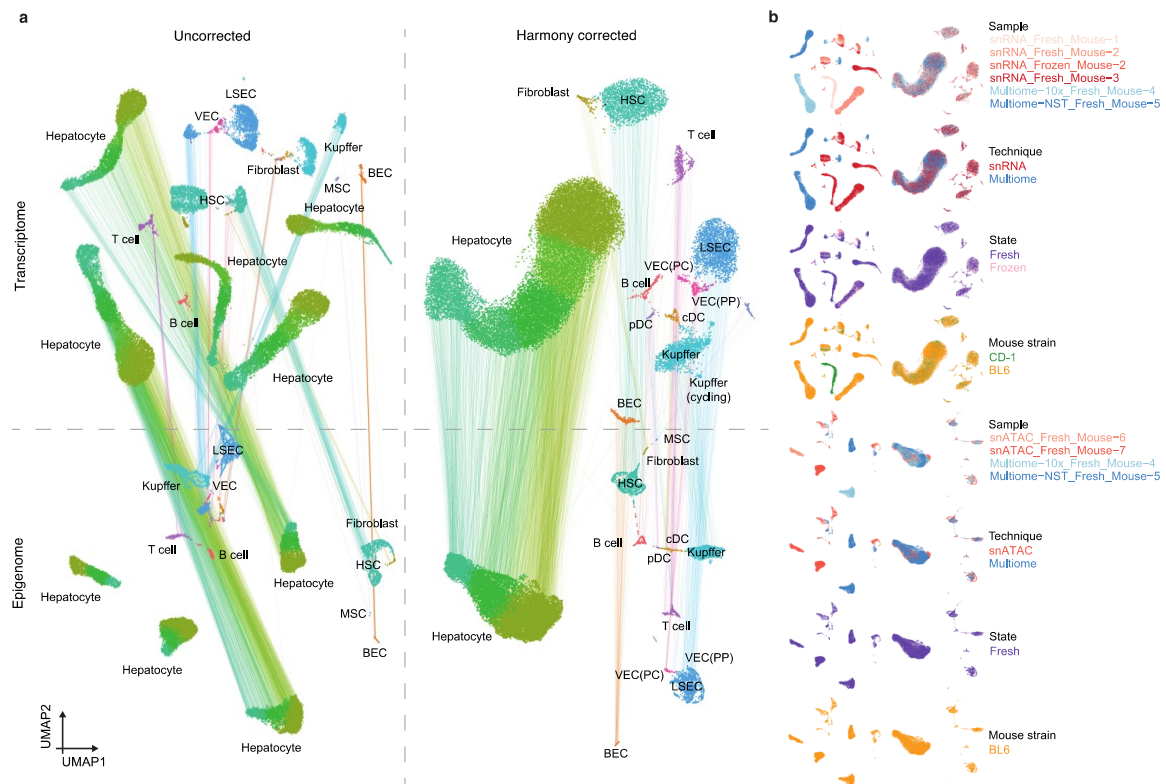 a
Uncorrected
Harmony corrected
Transcriptome
Epigenome
Hepatocyte
VEC
LSEC
Kupffer
Fibroblast
MSC
BEC
HSC
Hepatocyte
T cell
Hepatocyte
B cell
Hepatocyte
Hepatocyte
LSEC
Kupffer
VEC
T cell
B cell
Hepatocyte
Fibroblast
HSC
Hepatocyte
MSC
Hepatocyte
BEC
Hepatocyte
UMAP2
UMAP1
Fibroblast
HSC
T cell
Hepatocyte
LSEC
VEC(PC)
B cell
VEC(PP)
pDC
cDC
Kupffer
Kupffer
(cycling)
BEC
MSC
Fibroblast
HSC
B cell
cDC
pDC
Kupffer
T cell
Hepatocyte
VEC(PP)
VEC(PC)
LSEC
BEC
b
Sample
snRNA_Fresh_Mouse−1
snRNA_Fresh_Mouse−2
snRNA_Frozen_Mouse−2
snRNA_Fresh_Mouse−3
Multiome−10x_Fresh_Mouse−4
Multiome−NST_Fresh_Mouse−5
Technique
snRNA
Multiome
State
Fresh
Frozen
Mouse strain
CD−1
BL6
Sample
snATAC_Fresh_Mouse−6
snATAC_Fresh_Mouse−7
Multiome−10x_Fresh_Mouse−4
Multiome−NST_Fresh_Mouse−5
Technique
snATAC
Multiome
State
Fresh
Mouse strain
BL6